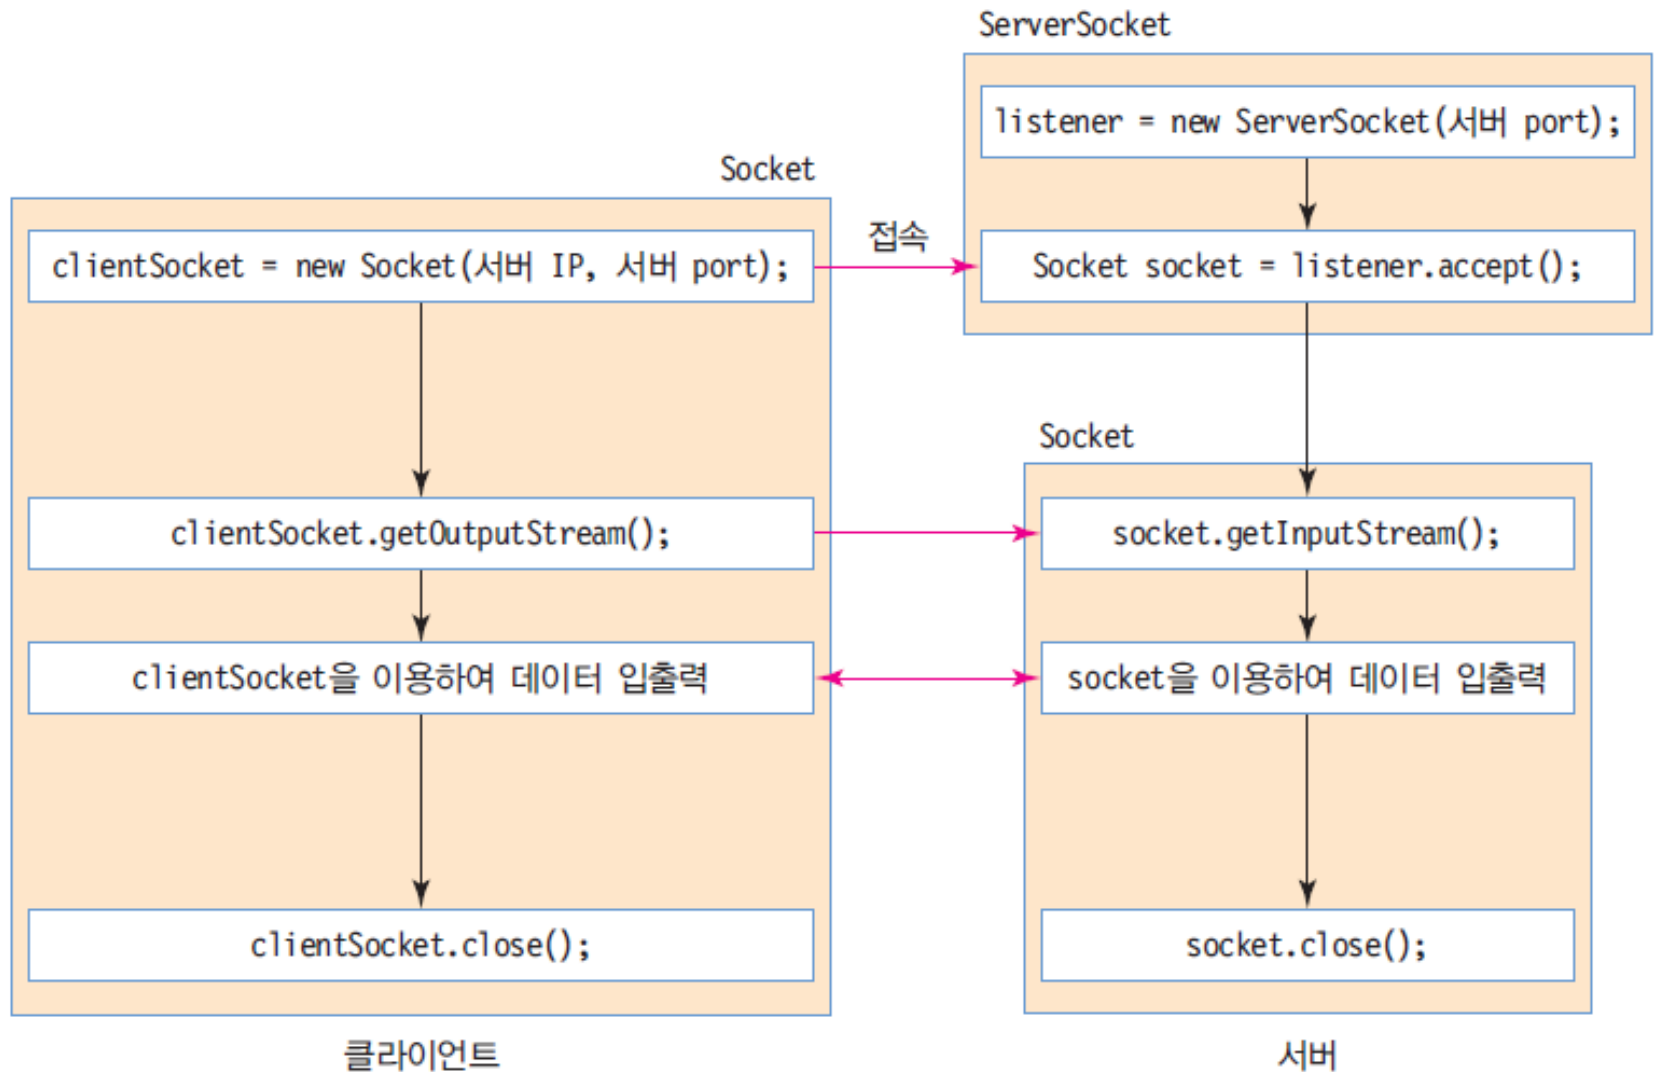 ServerSocket
listener = new ServerSocket(서버 port);
Socket
접속
clientSocket = new Socket(서버 IP, 서버 port);
Socket socket = listener.accept();
Socket
clientSocket.getOutputStream();
socket.getInputStream();
clientSocket을 이용하여 데이터 입출력
socket을 이용하여 데이터 입출력
clientSocket.close();
socket.close();
클라이언트
서버